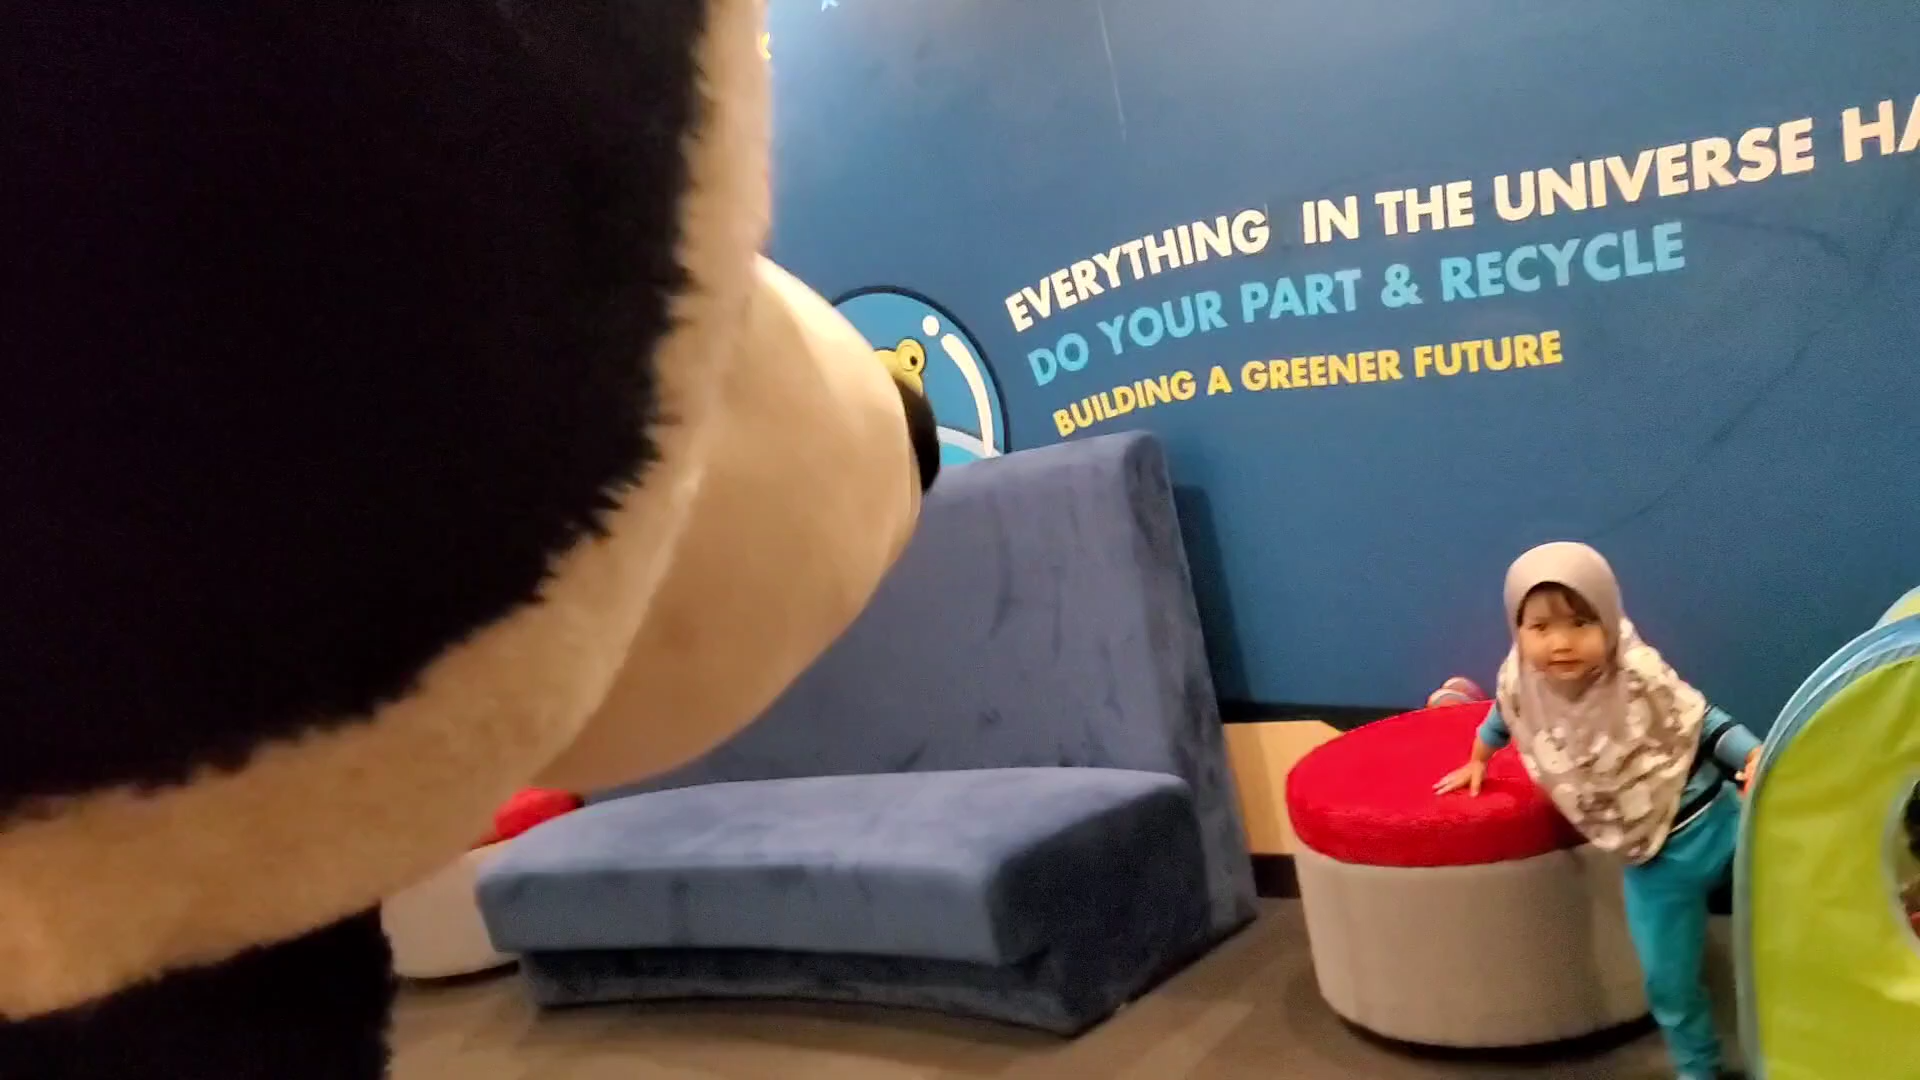 EVERYTHING IN THE UNIVERSE HA
DO YOUR PART & RECYCLE
BUILDING A GREENER FUTURE